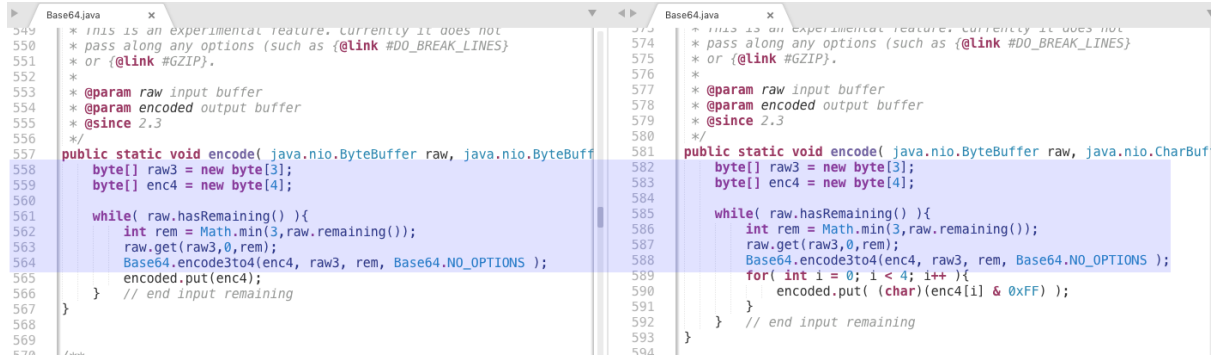 Base64.java ×
549 * This is an experimental feature. Currently it does not
550 * pass along any options (such as {@link #DO_BREAK_LINES}
551 * or {@link #GZIP}.
552 *
553 * @param raw input buffer
554 * @param encoded output buffer
555 * @since 2.3
556 */
557 public static void encode( java.nio.ByteBuffer raw, java.nio.ByteBuff
558 byte[] raw3 = new byte[3];
559 byte[] enc4 = new byte[4];
560
561 while( raw.hasRemaining() ){
562 int rem = Math.min(3,raw.remaining());
563 raw.get(raw3,0,rem);
564 Base64.encode3to4(enc4, raw3, rem, Base64.NO_OPTIONS );
565 encoded.put(enc4);
566 } // end input remaining
567 }
568
569
570 /**
Base64.java ×
573 * This is an experimental feature. Currently it does not
574 * pass along any options (such as {@link #DO_BREAK_LINES}
575 * or {@link #GZIP}.
576 *
577 * @param raw input buffer
578 * @param encoded output buffer
579 * @since 2.3
580 */
581 public static void encode( java.nio.ByteBuffer raw, java.nio.CharBuf
582 byte[] raw3 = new byte[3];
583 byte[] enc4 = new byte[4];
584
585 while( raw.hasRemaining() ){
586 int rem = Math.min(3,raw.remaining());
587 raw.get(raw3,0,rem);
588 Base64.encode3to4(enc4, raw3, rem, Base64.NO_OPTIONS );
589 for( int i = 0; i < 4; i++ ){
590 encoded.put( (char)(enc4[i] & 0xFF) );
591 }
592 } // end input remaining
593 }
594